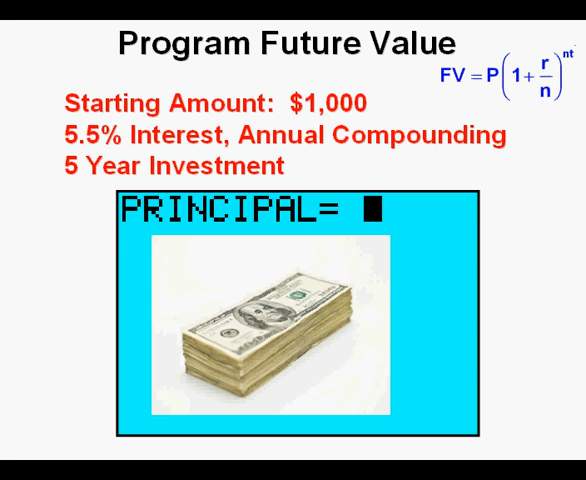 Program Future Value
FV = P(1 + r/n)^nt
Starting Amount: $1,000
5.5% Interest, Annual Compounding
5 Year Investment
PRINCIPAL=